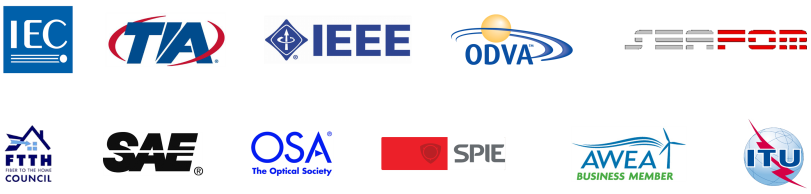 IEC
TIA®
IEEE®
ODVA™
SEAFOM
FTTH
FIBER TO THE HOME
COUNCIL
SAE®
OSA®
The Optical Society
SPIE
AWEA
BUSINESS MEMBER
ITU